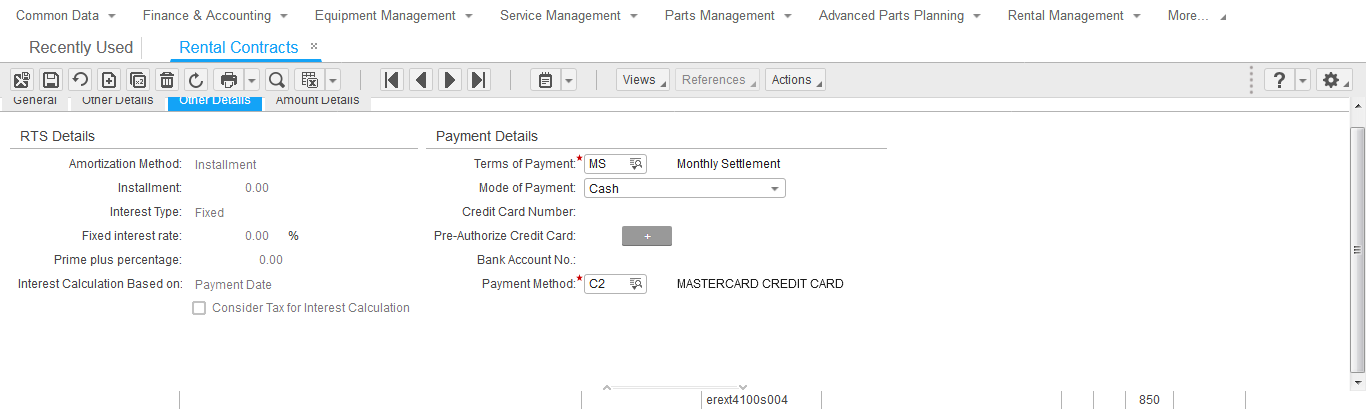 Common Data Finance & Accounting Equipment Management Service Management Parts Management Advanced Parts Planning Rental Management More...
Recently Used Rental Contracts ×
Views References Actions ?
General Other Details Other Details Amount Details
RTS Details
Amortization Method: Installment
Installment: 0.00
Interest Type: Fixed
Fixed interest rate: 0.00 %
Prime plus percentage: 0.00
Interest Calculation Based on: Payment Date
Consider Tax for Interest Calculation
Payment Details
Terms of Payment:* MS Monthly Settlement
Mode of Payment: Cash
Credit Card Number:
Pre-Authorize Credit Card: +
Bank Account No.:
Payment Method:* C2 MASTERCARD CREDIT CARD
erext4100s004 850